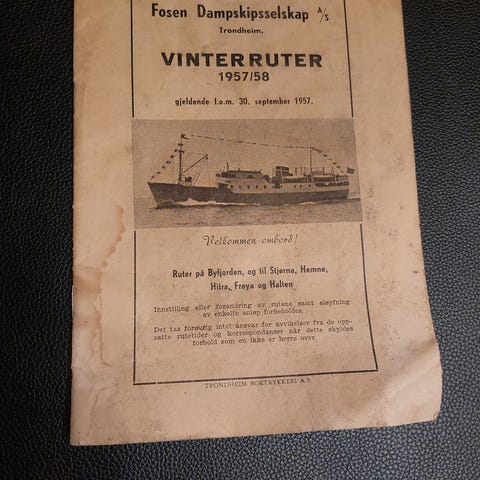 Fosen Dampskipsselskap A/S
Trondheim.
VINTERRUTER
1957/58
gjeldende f.o.m. 30. september 1957.
Velkommen ombord!
Ruter på Byfjorden, og til Stjørna, Hemne,
Hitra, Frøya og Halten
Innstilling eller forandring av rutene samt sløyfning
av enkelte anløp forbeholdes.
Det tas forøvrig intet ansvar for avvikelser fra de opp-
satte rutetider og korrespondanser når dette skyldes
forhold som en ikke er herre over.
TRONDHEIM BOKTRYKKERI A.S